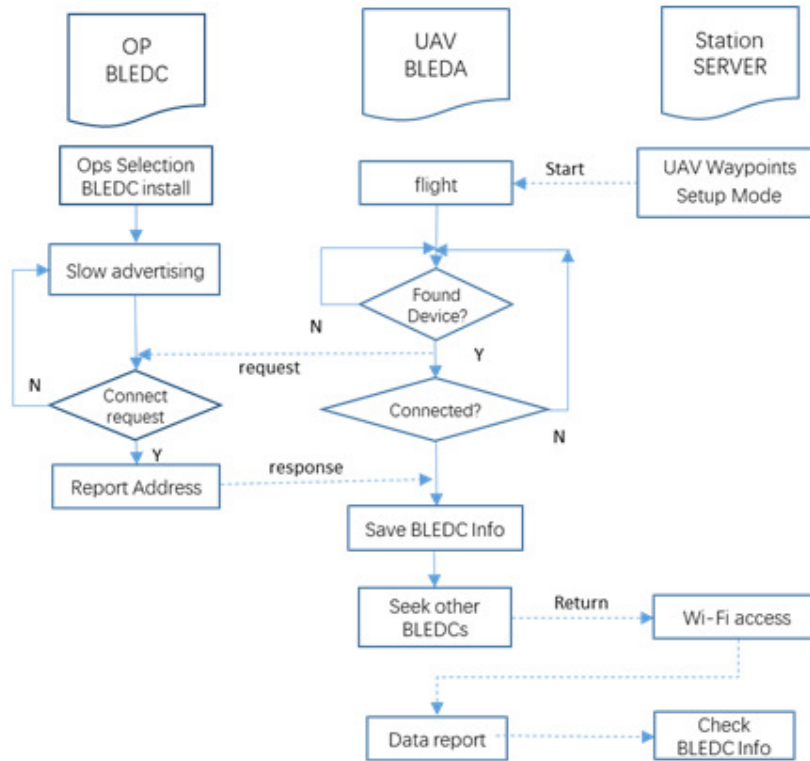 OP
BLEDC
UAV
BLEDA
Station
SERVER
Ops Selection
BLEDC install
flight
Start
UAV Waypoints
Setup Mode
Slow advertising
Found
Device?
N
Y
request
N
Connect
request
Connected?
N
Y
Report Address
response
Save BLEDC Info
Seek other
BLEDCs
Return
Wi-Fi access
Data report
Check
BLEDC Info